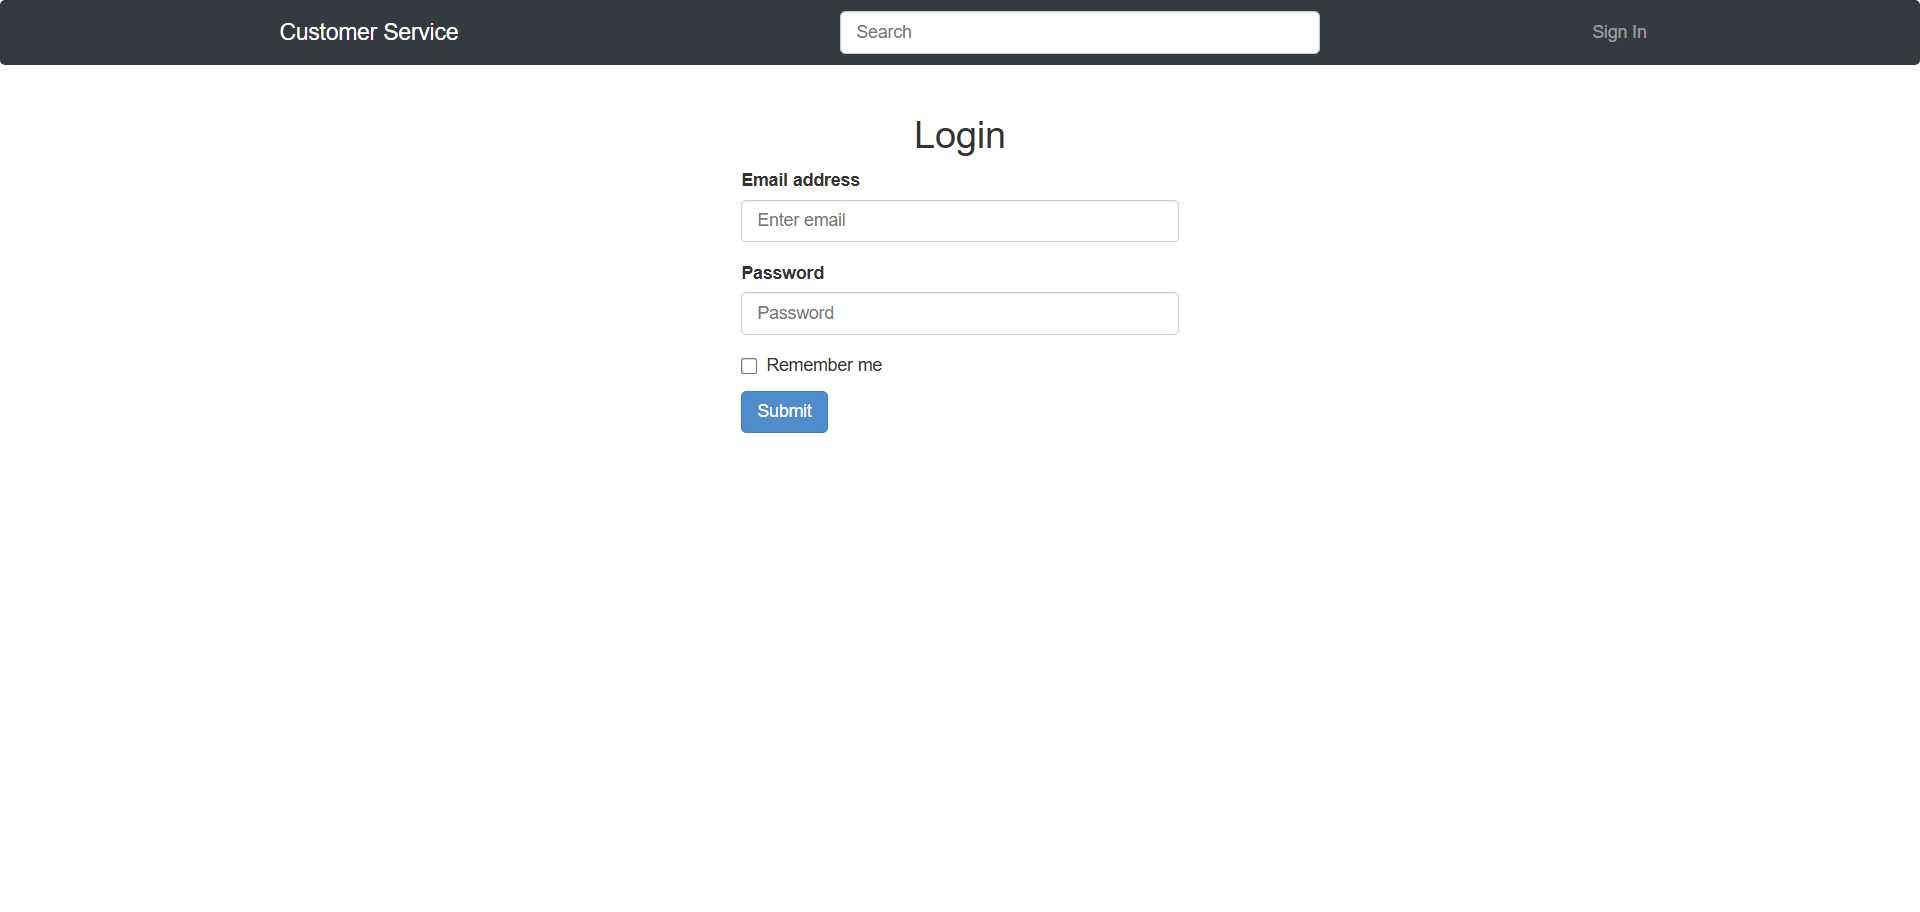 Customer Service
Search
Sign In
Login
Email address
Enter email
Password
Password
Remember me
Submit